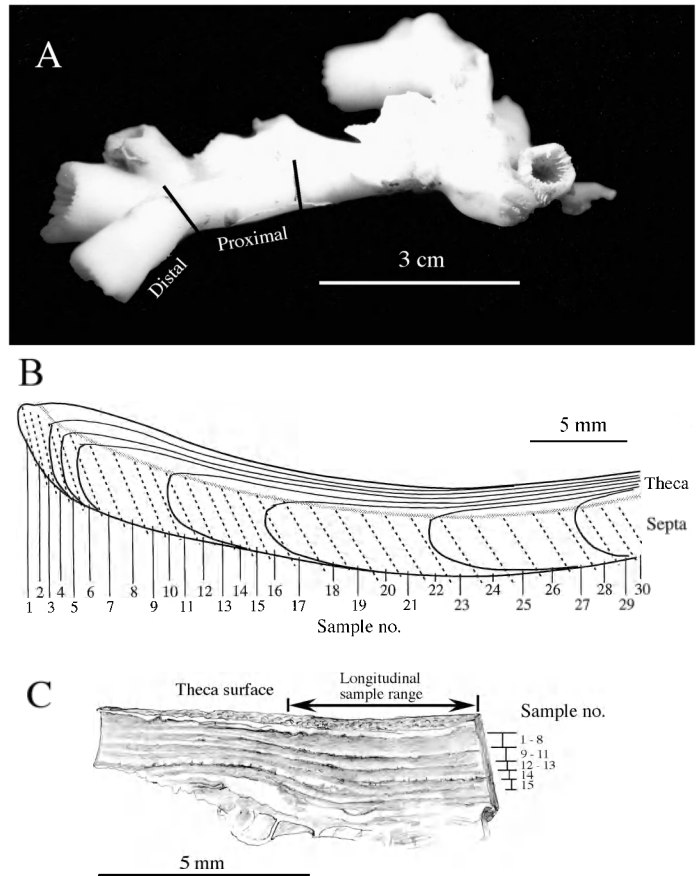 A
Distal
Proximal
3 cm
B
5 mm
Theca
Septa
2 4 6 8 10 12 14 16 18 20 22 24 26 28 30
1 3 5 7 9 11 13 15 17 19 21 23 25 27 29
Sample no.
C
Theca surface
Longitudinal
sample range
Sample no.
1 - 8
9 - 11
12 - 13
14
15
5 mm